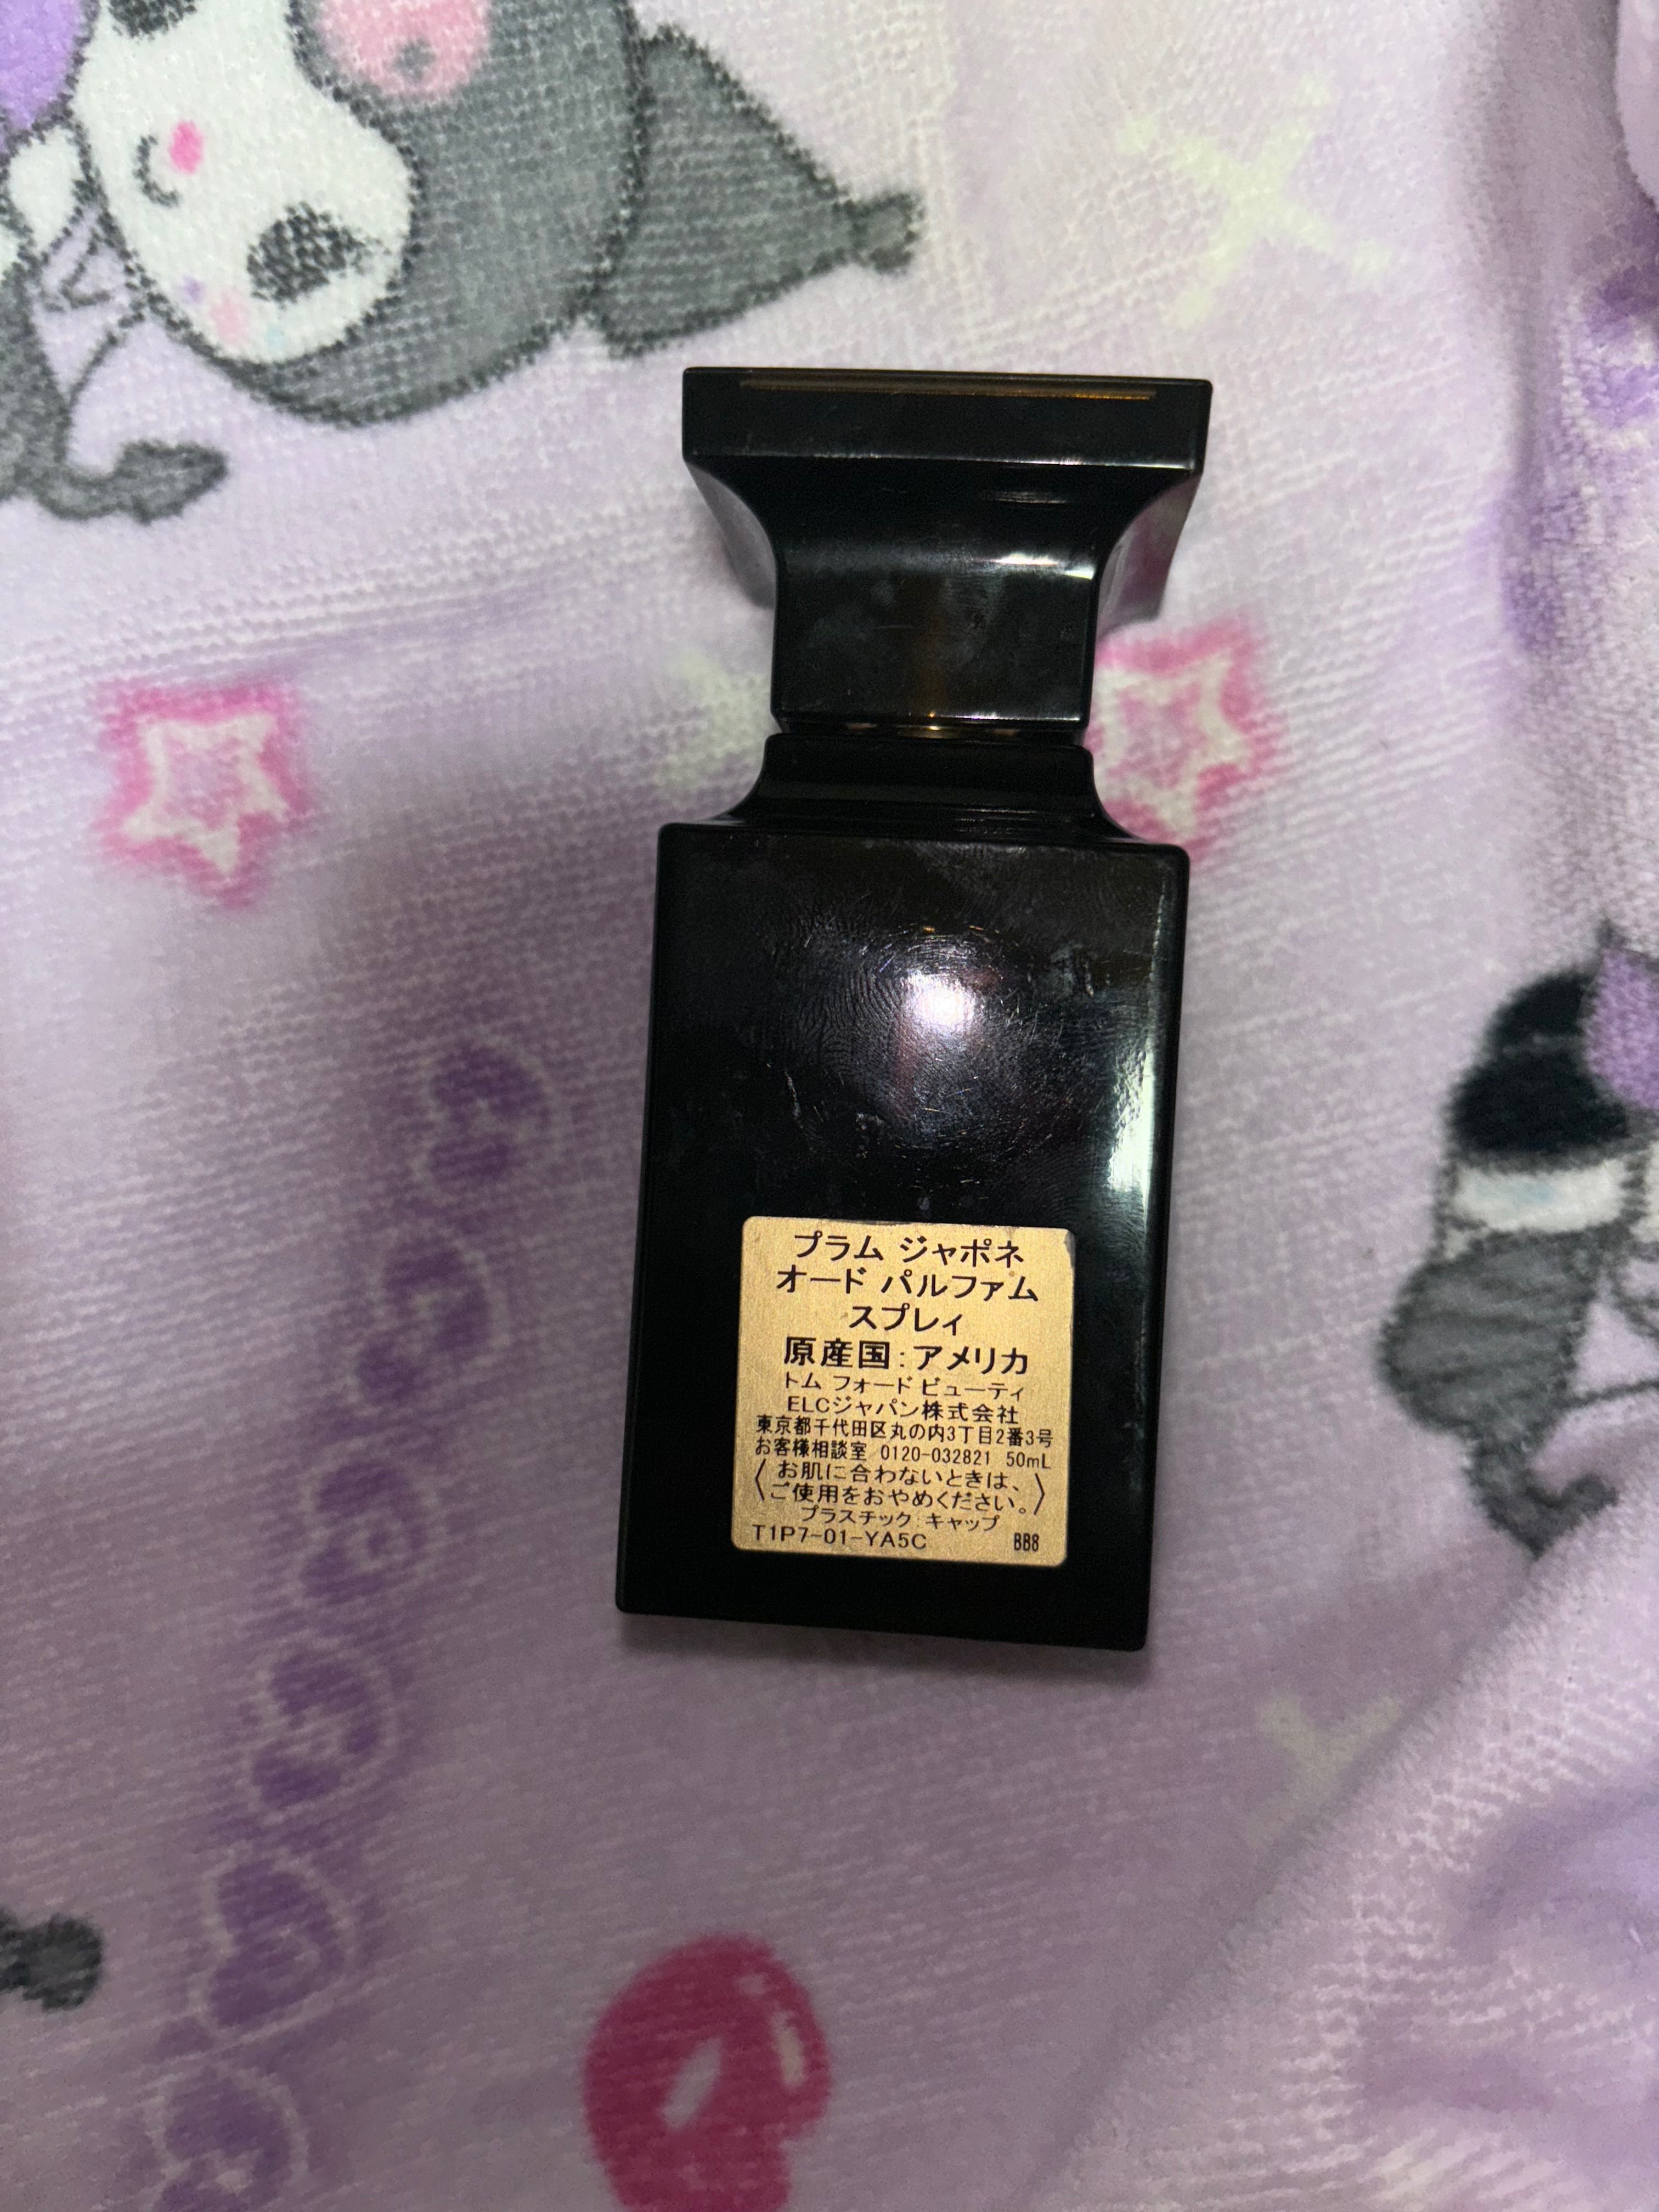 プラム ジャポネ
オード パルファム
スプレィ
原産国:アメリカ
トム フォード ビューティ
ELCジャパン株式会社
東京都千代田区丸の内3丁目2番3号
お客様相談室 0120-032821 50mL
〈お肌に合わないときは、
ご使用をおやめください。〉
プラスチック:キャップ
T1P7-01-YA5C BB8